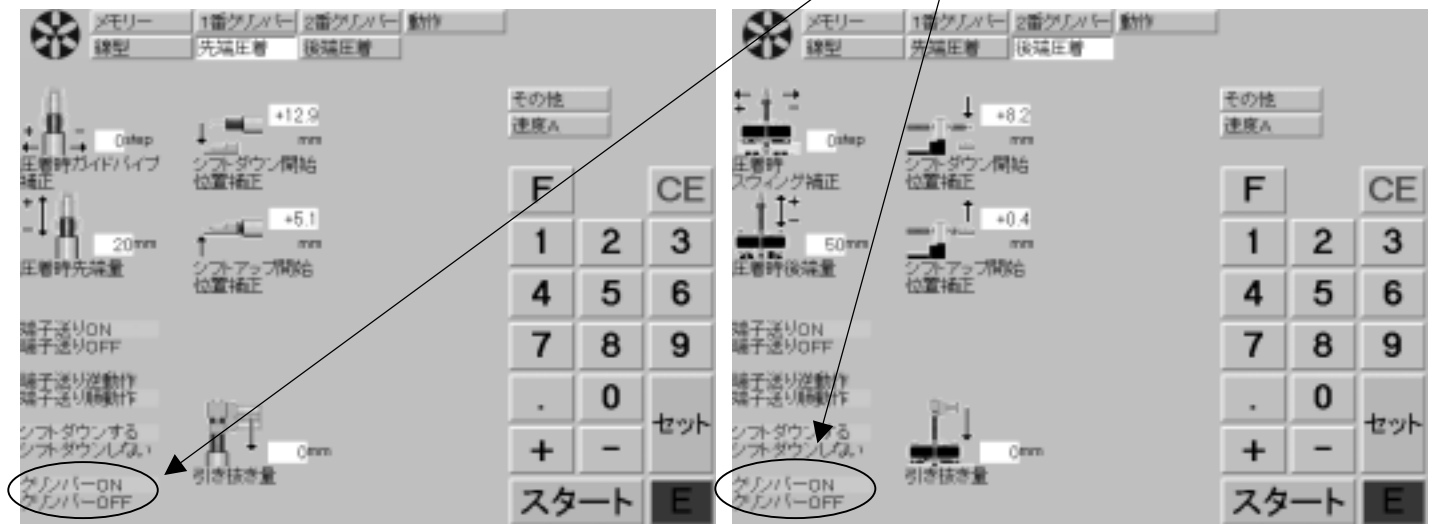 メモリー 1番クリンパー 2番クリンパー 動作
線型 先端圧着 後端圧着
その他
速度A
0step
圧着時ガイドパイプ
補正
+12.9
mm
シフトダウン開始
位置補正
20mm
圧着時先端量
+5.1
mm
シフトアップ開始
位置補正
端子送りON
端子送りOFF
端子送り逆動作
端子送り順動作
シフトダウンする
シフトダウンしない
クリンパーON
クリンパーOFF
0mm
引き抜き量
F CE
1 2 3
4 5 6
7 8 9
. 0
セット
+ -
スタート E
メモリー 1番クリンパー 2番クリンパー 動作
線型 先端圧着 後端圧着
その他
速度A
0step
圧着時
スウィング補正
+8.2
mm
シフトダウン開始
位置補正
50mm
圧着時後端量
+0.4
mm
シフトアップ開始
位置補正
端子送りON
端子送りOFF
端子送り逆動作
端子送り順動作
シフトダウンする
シフトダウンしない
クリンパーON
クリンパーOFF
0mm
引き抜き量
F CE
1 2 3
4 5 6
7 8 9
. 0
セット
+ -
スタート E